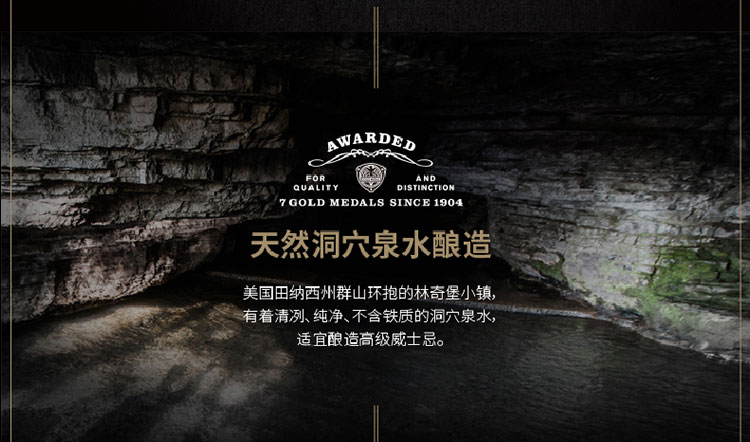 AWARDED
FOR QUALITY AND DISTINCTION
7 GOLD MEDALS SINCE 1904
天然洞穴泉水酿造
美国田纳西州群山环抱的林奇堡小镇,
有着清冽、纯净、不含铁质的洞穴泉水,
适宜酿造高级威士忌。